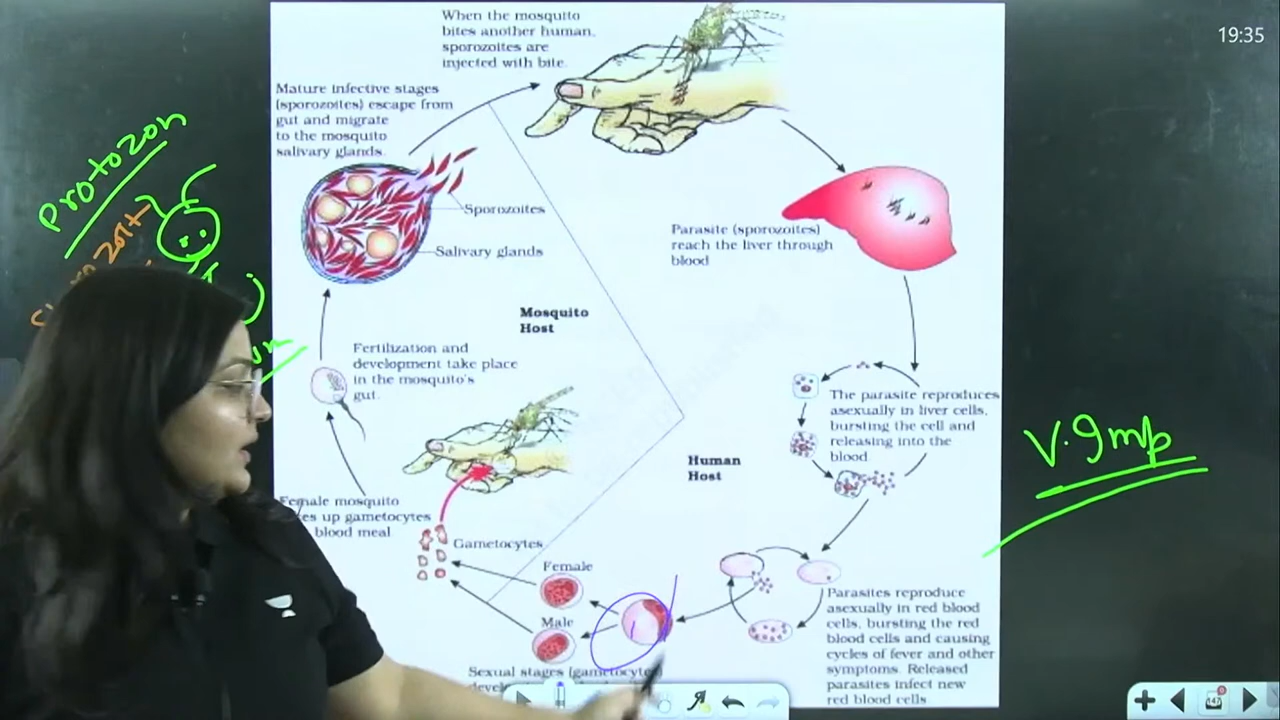 19:35
When the mosquito
bites another human,
sporozoites are
injected with bite.
Mature infective stages
(sporozoites) escape from
gut and migrate
to the mosquito
salivary glands.
Protozon
Sporozoites
Salivary glands
Parasite (sporozoites)
reach the liver through
blood
Mosquito
Host
Fertilization and
development take place
in the mosquito's
gut.
The parasite reproduces
asexually in liver cells,
bursting the cell and
releasing into the
blood
V. Imp
Human
Host
Female mosquito
up gametocytes
blood meal
Gametocytes
Female
Male
Parasites reproduce
asexually in red blood
cells, bursting the red
blood cells and causing
cycles of fever and other
symptoms. Released
parasites infect new
red blood cells
Sexual stages (gametocytes